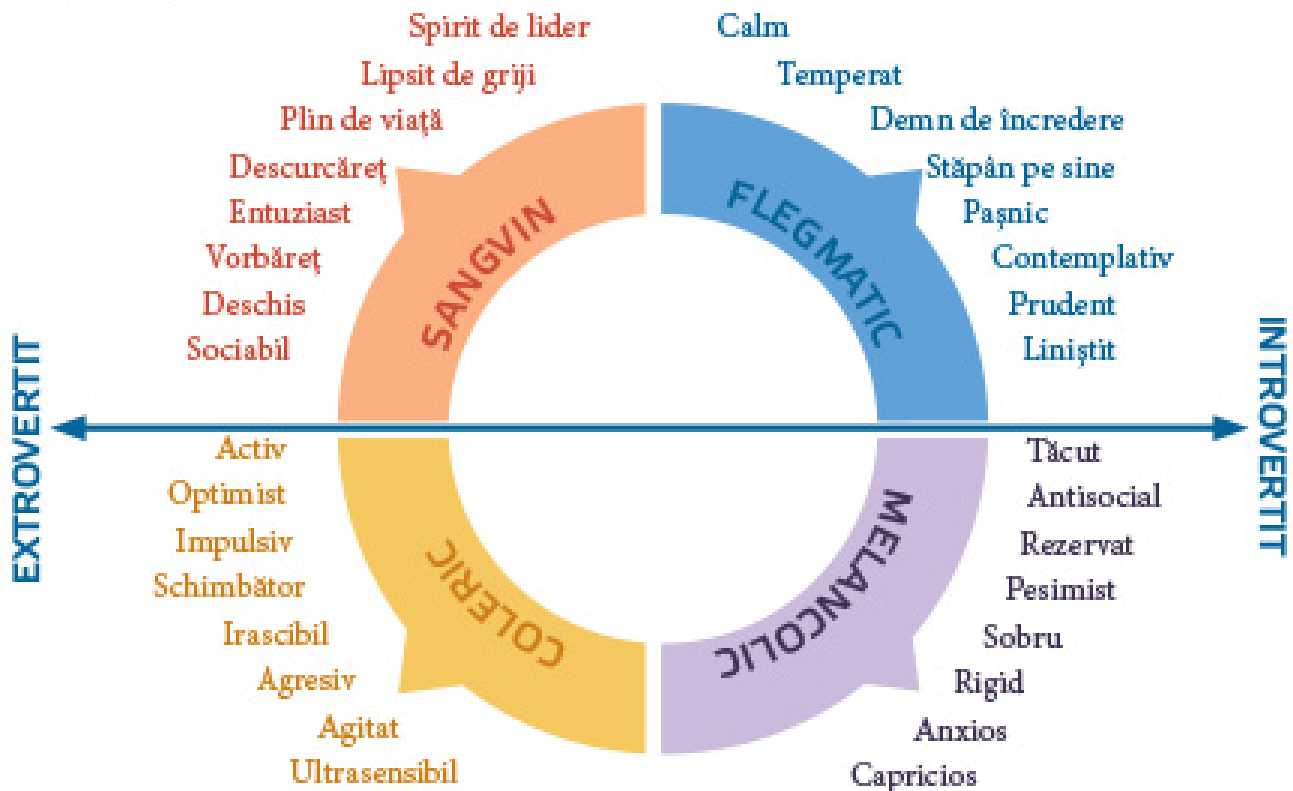 Spirit de lider
Lipsit de griji
Plin de viață
Descurcăreț
Entuziast
Vorbăreț
Deschis
Sociabil
SANGVIN
Calm
Temperat
Demn de încredere
Stăpân pe sine
Pașnic
Contemplativ
Prudent
Liniștit
FLEGMATIC
EXTROVERTIT
INTROVERTIT
Activ
Optimist
Impulsiv
Schimbător
Irascibil
Agresiv
Agitat
Ultrasensibil
COLERIC
Tăcut
Antisocial
Rezervat
Pesimist
Sobru
Rigid
Anxios
Capricios
MELANCOLIC